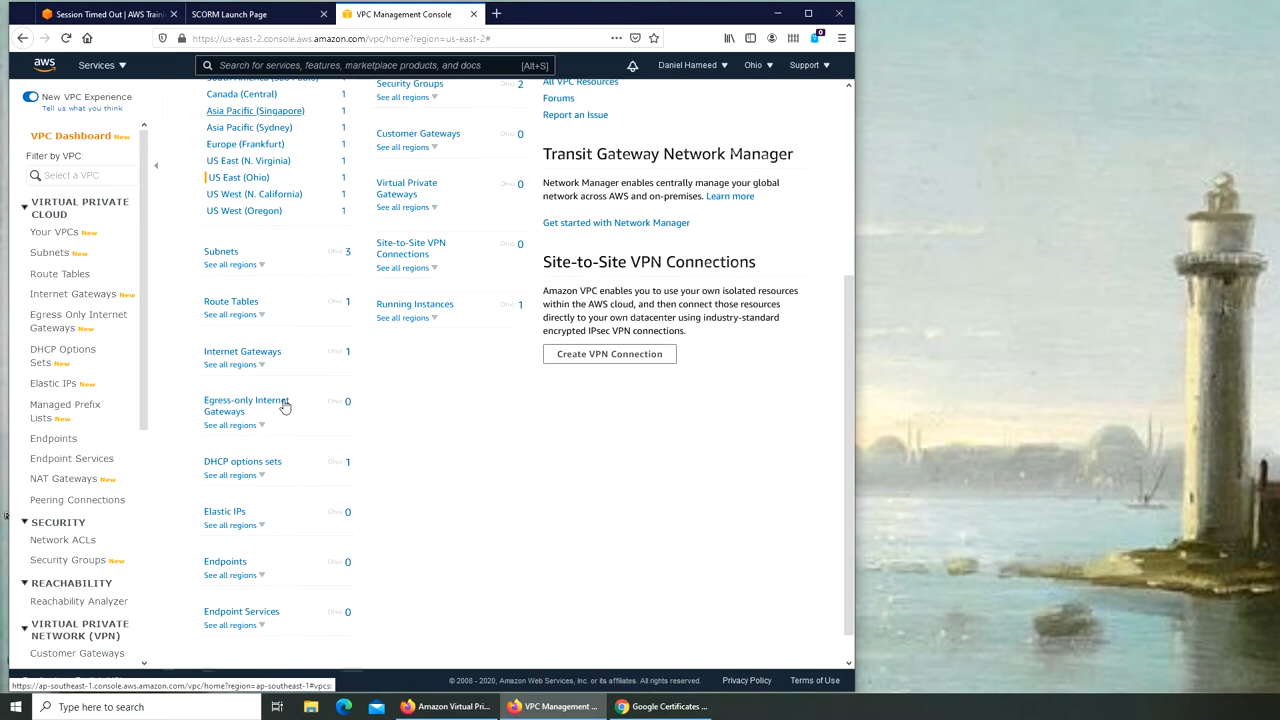 Session Timed Out | AWS Train
SCORM Launch Page
VPC Management Console
https://us-east-2.console.aws.amazon.com/vpc/home?region=us-east-2#
aws
Services
Search for services, features, marketplace products, and docs
[Alt+S]
Daniel Hameed
Ohio
Support
New VPC Experience
Tell us what you think
VPC Dashboard New
Filter by VPC:
Select a VPC
VIRTUAL PRIVATE
CLOUD
Your VPCs New
Subnets New
Route Tables
Internet Gateways New
Egress Only Internet
Gateways New
DHCP Options
Sets New
Elastic IPs New
Managed Prefix
Lists New
Endpoints
Endpoint Services
NAT Gateways New
Peering Connections
SECURITY
Network ACLs
Security Groups New
REACHABILITY
Reachability Analyzer
VIRTUAL PRIVATE
NETWORK (VPN)
Customer Gateways
Canada (Central) 1
Asia Pacific (Singapore) 1
Asia Pacific (Sydney) 1
Europe (Frankfurt) 1
US East (N. Virginia) 1
US East (Ohio) 1
US West (N. California) 1
US West (Oregon) 1
Subnets Ohio 3
See all regions
Route Tables Ohio 1
See all regions
Internet Gateways Ohio 1
See all regions
Egress-only Internet Ohio 0
Gateways
See all regions
DHCP options sets Ohio 1
See all regions
Elastic IPs Ohio 0
See all regions
Endpoints Ohio 0
See all regions
Endpoint Services Ohio 0
See all regions
Security Groups Ohio 2
See all regions
Customer Gateways Ohio 0
See all regions
Virtual Private Ohio 0
Gateways
See all regions
Site-to-Site VPN Ohio 0
Connections
See all regions
Running Instances Ohio 1
See all regions
All VPC Resources
Forums
Report an Issue
Transit Gateway Network Manager
Network Manager enables centrally manage your global
network across AWS and on-premises. Learn more
Get started with Network Manager
Site-to-Site VPN Connections
Amazon VPC enables you to use your own isolated resources
within the AWS cloud, and then connect those resources
directly to your own datacenter using industry-standard
encrypted IPsec VPN connections.
Create VPN Connection
https://ap-southeast-1.console.aws.amazon.com/vpc/home?region=ap-southeast-1#vpcs:
© 2008 - 2020, Amazon Web Services, Inc. or its affiliates. All rights reserved.
Privacy Policy
Terms of Use
Type here to search
Amazon Virtual Pri...
VPC Management ...
Google Certificates ...